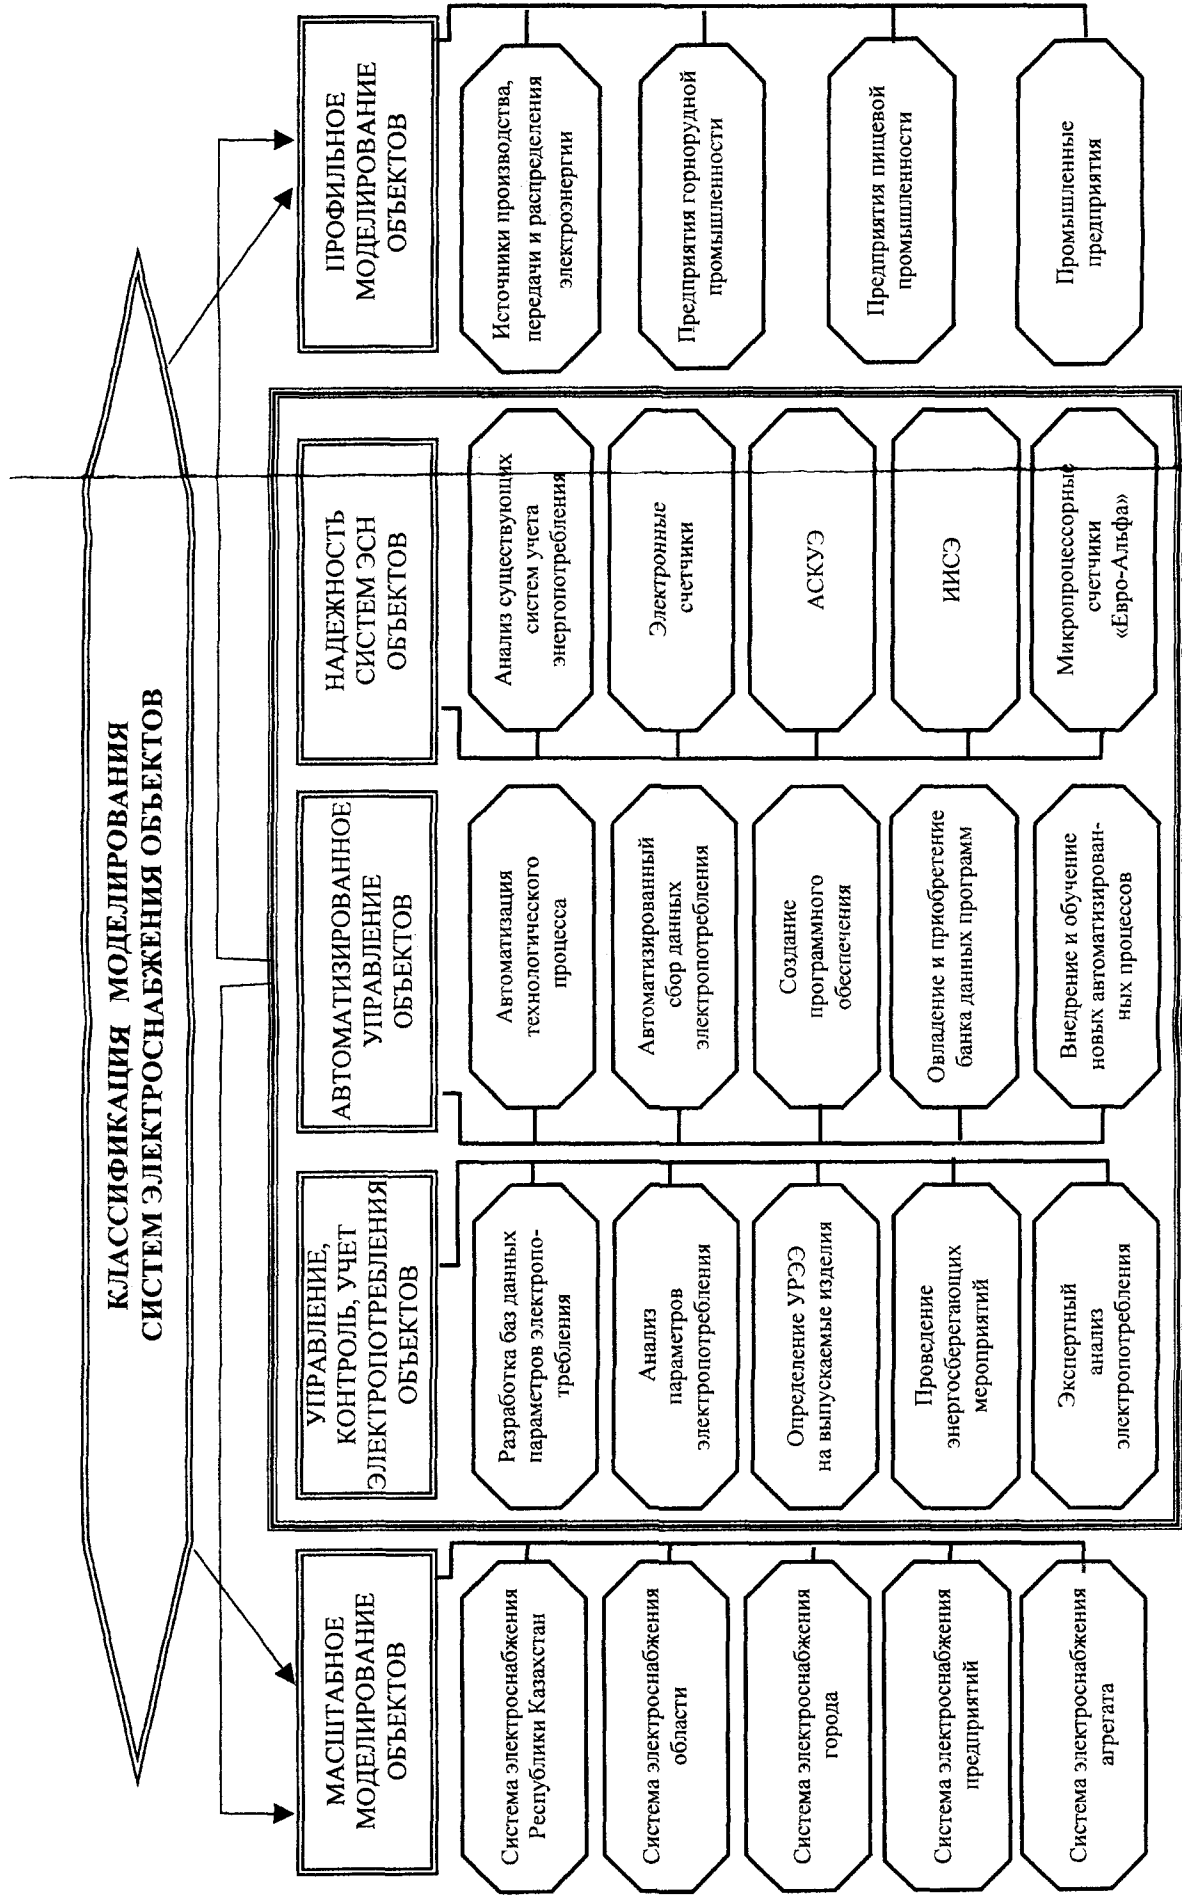 КЛАССИФИКАЦИЯ МОДЕЛИРОВАНИЯ
СИСТЕМ ЭЛЕКТРОСНАБЖЕНИЯ ОБЪЕКТОВ
МАСШТАБНОЕ
МОДЕЛИРОВАНИЕ
ОБЪЕКТОВ
Система электроснабжения
Республики Казахстан
Система электроснабжения
области
Система электроснабжения
города
Система электроснабжения
предприятий
Система электроснабжения
агрегата
УПРАВЛЕНИЕ,
КОНТРОЛЬ, УЧЕТ
ЭЛЕКТРОПОТРЕБЛЕНИЯ
ОБЪЕКТОВ
Разработка баз данных
параметров электропо-
требления
Анализ
параметров
электропотребления
Определение УРЭЭ
на выпускаемые изделия
Проведение
энергосберегающих
мероприятий
Экспертный
анализ
электропотребления
АВТОМАТИЗИРОВАННОЕ
УПРАВЛЕНИЕ
ОБЪЕКТОВ
Автоматизация
технологического
процесса
Автоматизированный
сбор данных
электропотребления
Создание
программного
обеспечения
Овладение и приобретение
банка данных программ
Внедрение и обучение
новых автоматизирован-
ных процессов
НАДЕЖНОСТЬ
СИСТЕМ ЭСН
ОБЪЕКТОВ
Анализ существующих
систем учета
энергопотребления
Электронные
счетчики
АСКУЭ
ИИСЭ
Микропроцессорные
счетчики
«Евро-Альфа»
ПРОФИЛЬНОЕ
МОДЕЛИРОВАНИЕ
ОБЪЕКТОВ
Источники производства,
передачи и распределения
электроэнергии
Предприятия горнорудной
промышленности
Предприятия пищевой
промышленности
Промышленные
предприятия